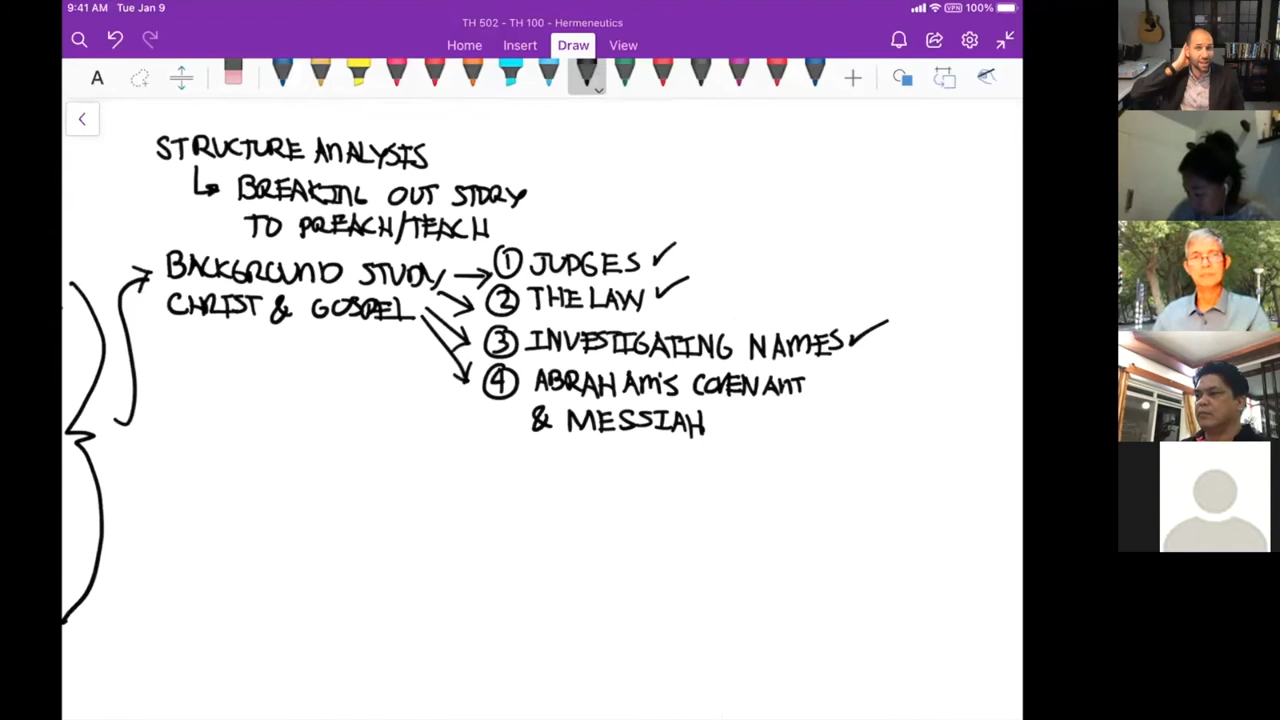 9:41 AM Tue Jan 9
VPN 100%
TH 502 - TH 100 - Hermeneutics
Home Insert Draw View
A
STRUCTURE ANALYSIS
BREAKING OUT STORY
TO PREACH/TEACH
BACKGROUND STUDY
CHRIST & GOSPEL
① JUDGES ✓
② THE LAW ✓
③ INVESTIGATING NAMES ✓
④ ABRAHAM'S COVENANT
& MESSIAH